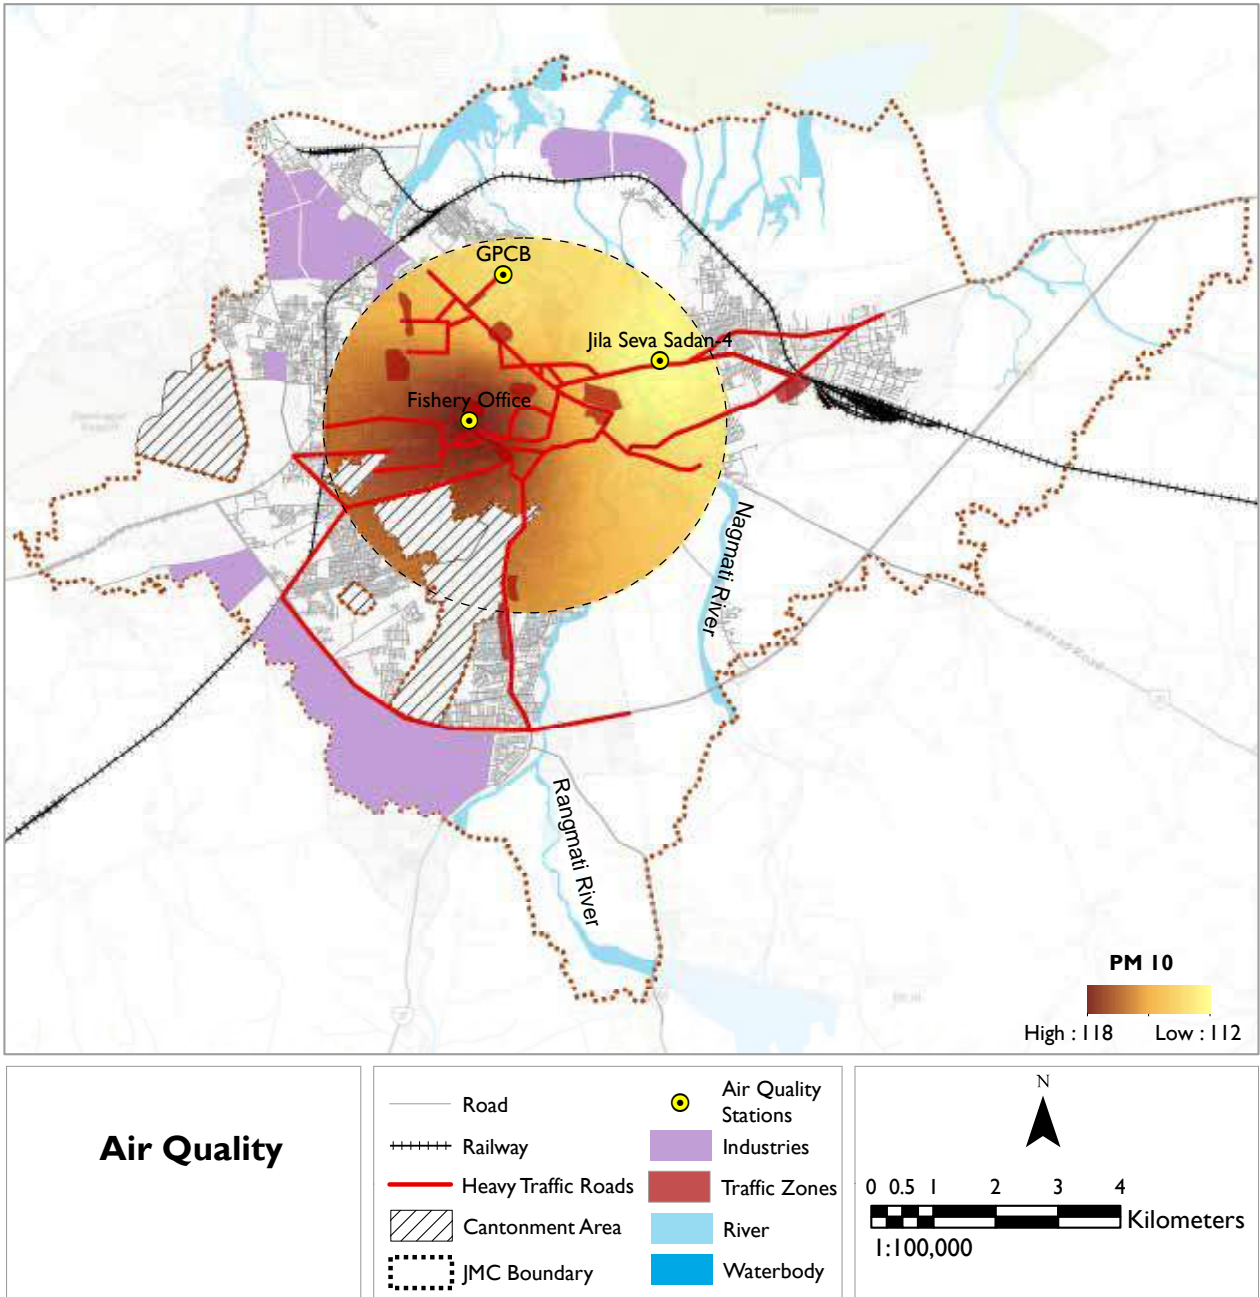 GPCB
Jila Seva Sadan-4
Fishery Office
Nagmati River
Rangmati River
PM 10
High : 118
Low : 112
Air Quality
Road
Railway
Heavy Traffic Roads
Cantonment Area
JMC Boundary
Air Quality
Stations
Industries
Traffic Zones
River
Waterbody
N
0 0.5 1 2 3 4
Kilometers
1:100,000